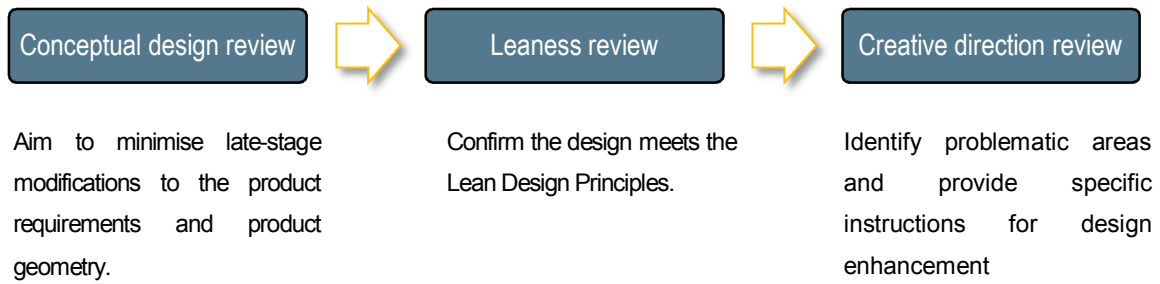 Conceptual design review
Leaness review
Creative direction review
Aim to minimise late-stage
modifications to the product
requirements and product
geometry.
Confirm the design meets the
Lean Design Principles.
Identify problematic areas
and provide specific
instructions for design
enhancement